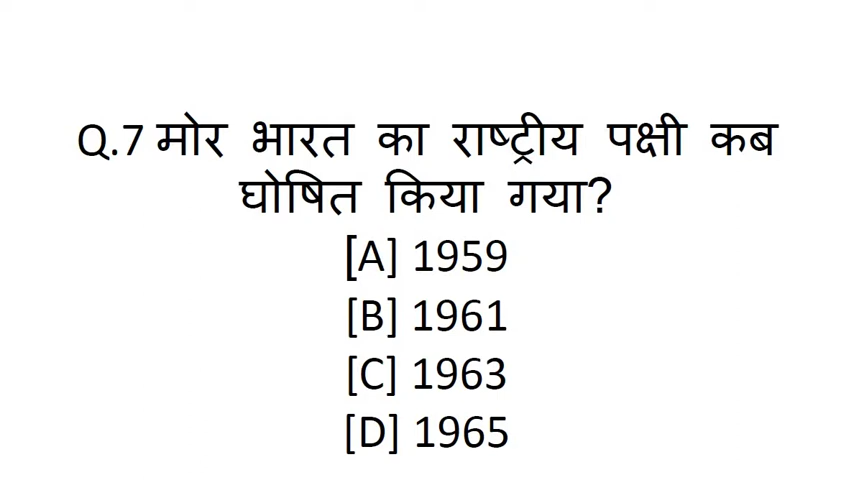 Q.7 मोर भारत का राष्ट्रीय पक्षी कब
घोषित किया गया?
[A] 1959
[B] 1961
[C] 1963
[D] 1965